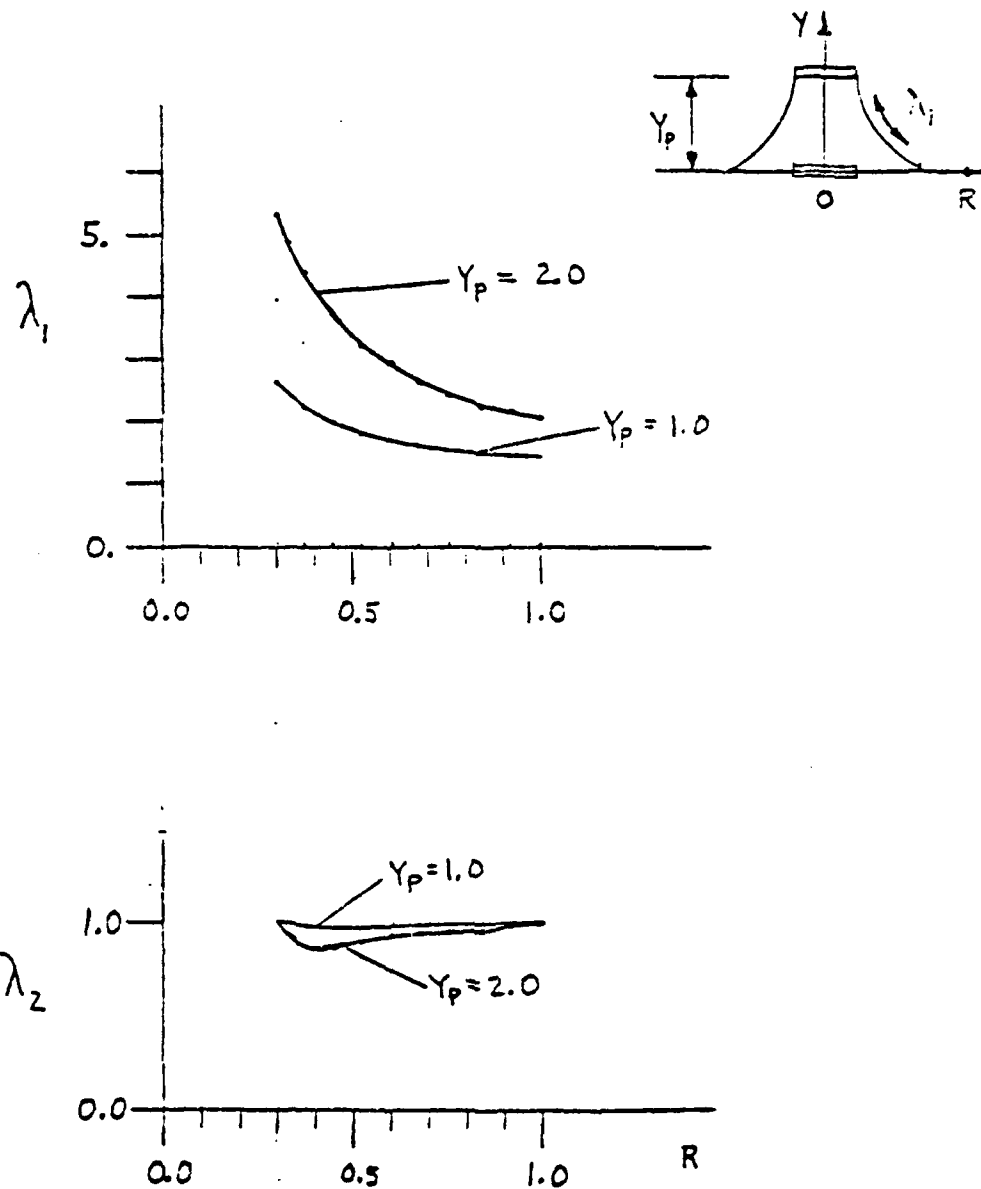 Y
Y_p
λ_1
O
R
5.
λ_1
Y_p = 2.0
Y_p = 1.0
0.
0.0 0.5 1.0
Y_p = 1.0
1.0
λ_2
Y_p = 2.0
0.0
0.0 0.5 1.0 R